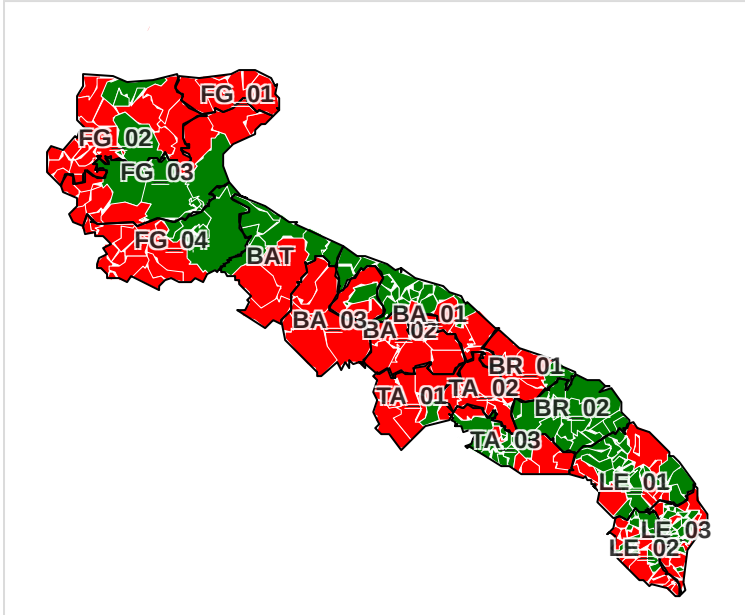 FG_01
FG_02
FG_03
FG_04
BAT
BA_01
BA_03
BA_02
BR_01
TA_02
TA_01
BR_02
TA_03
LE_01
LE_03
LE_02